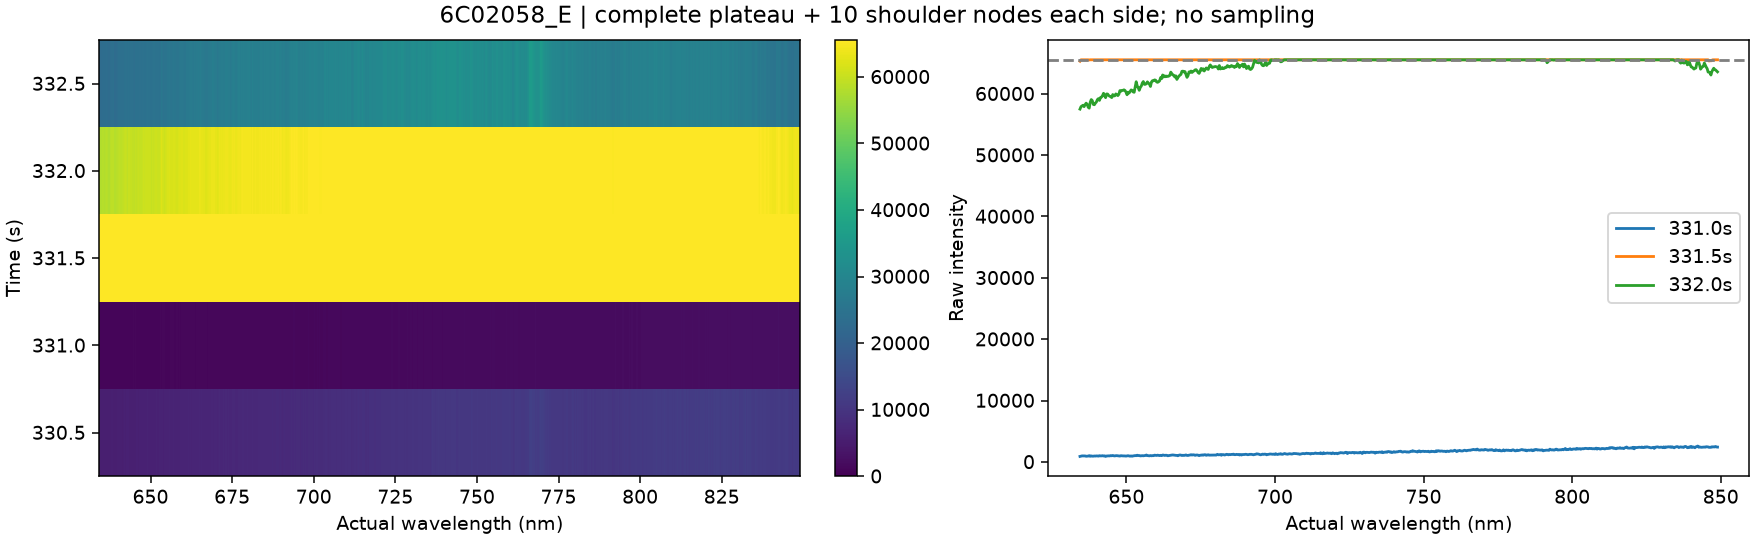 6C02058_E | complete plateau + 10 shoulder nodes each side; no sampling
Time (s)
332.5
332.0
331.5
331.0
330.5
650 675 700 725 750 775 800 825
Actual wavelength (nm)
60000
50000
40000
30000
20000
10000
0
Raw intensity
60000
50000
40000
30000
20000
10000
0
650 700 750 800 850
Actual wavelength (nm)
331.0s
331.5s
332.0s